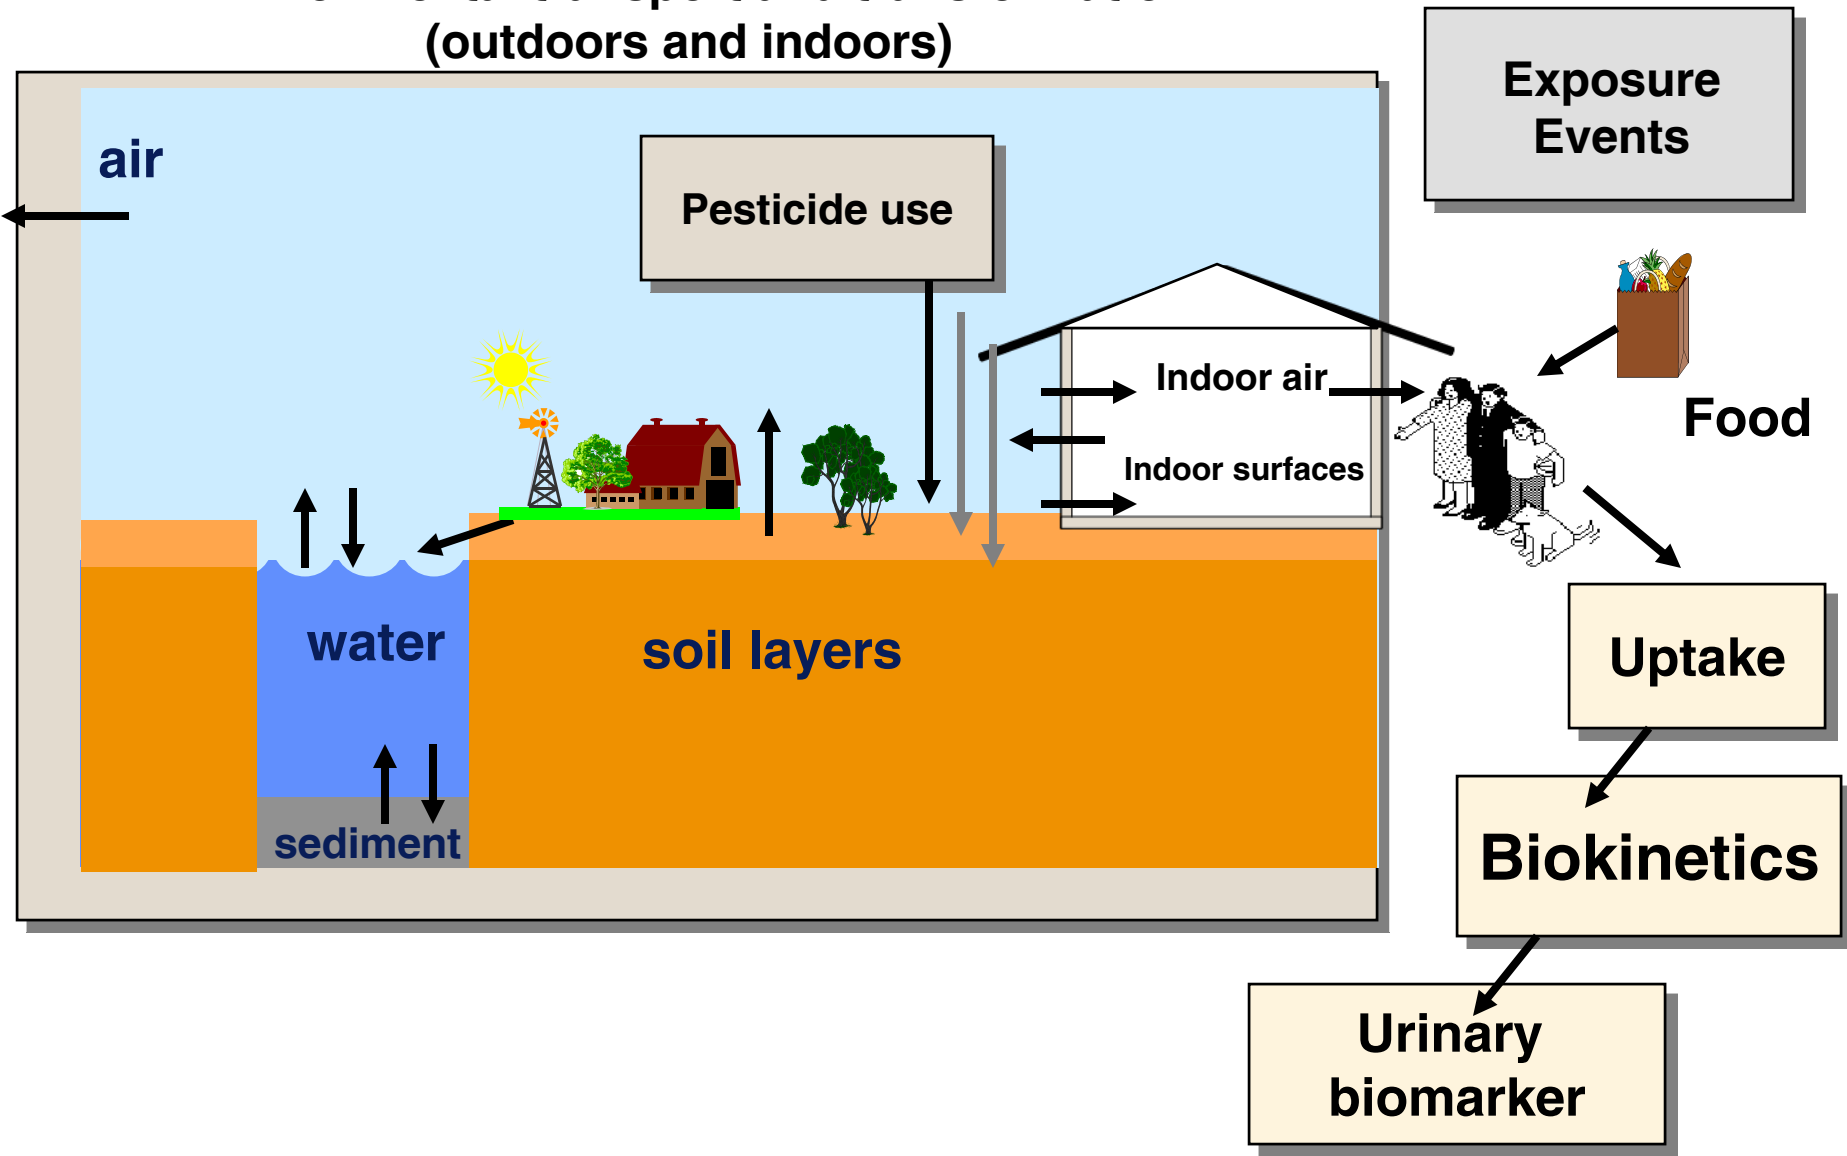 (outdoors and indoors)
Exposure
Events
air
Pesticide use
Indoor air
Food
Indoor surfaces
water
soil layers
Uptake
sediment
Biokinetics
Urinary
biomarker